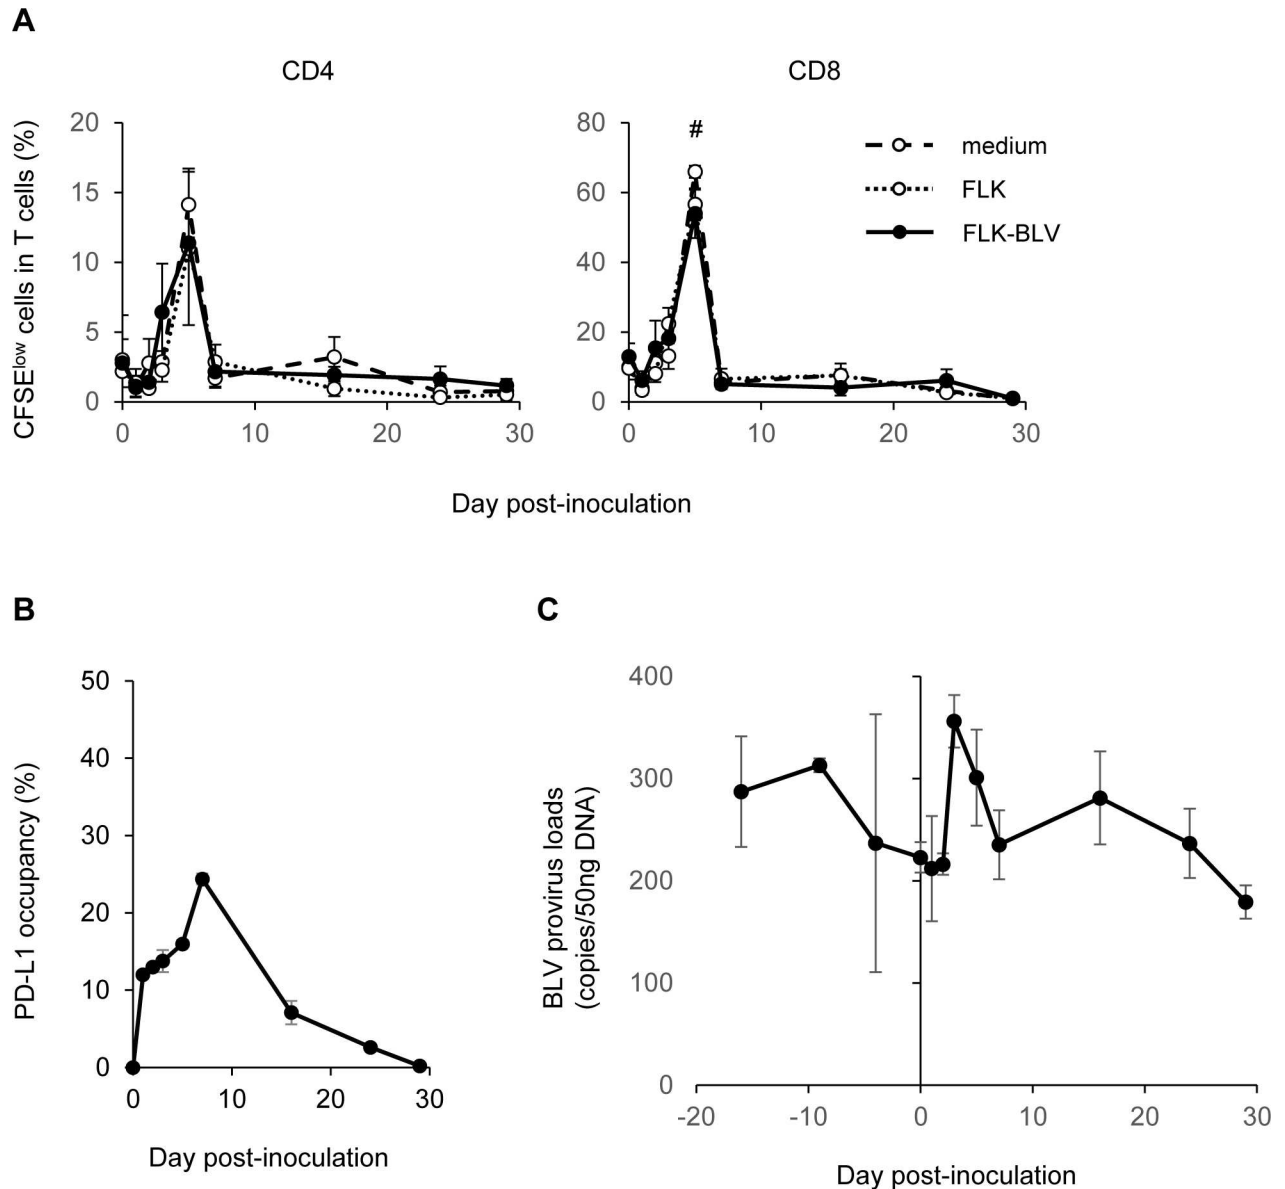 A
CD4
CD8
CFSElow cells in T cells (%)
20
15
10
5
0
0
10
20
30
#
80
60
40
20
0
0
10
20
30
medium
FLK
FLK-BLV
Day post-inoculation
B
PD-L1 occupancy (%)
50
40
30
20
10
0
0
10
20
30
Day post-inoculation
C
BLV provirus loads
(copies/50ng DNA)
400
300
200
100
0
-20
-10
0
10
20
30
Day post-inoculation